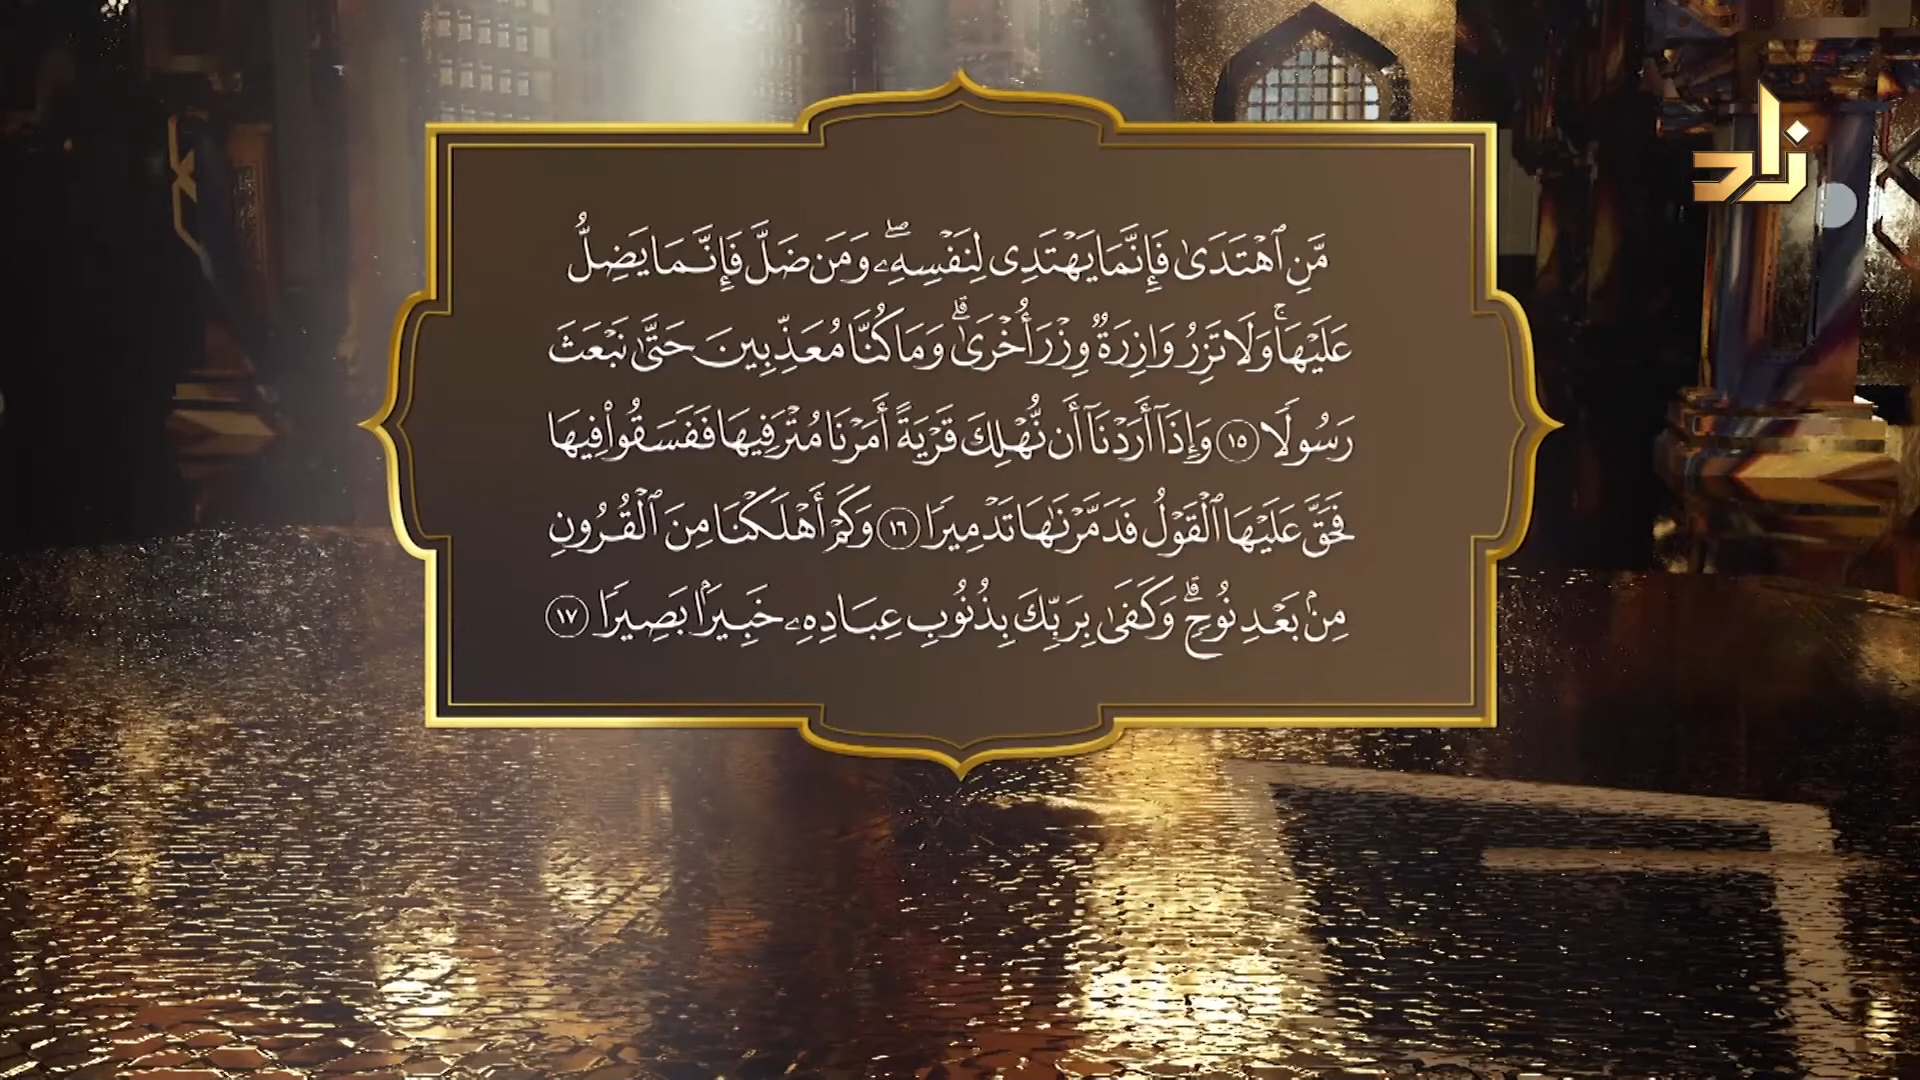 زاد
مَّنِ ٱهْتَدَىٰ فَإِنَّمَا يَهْتَدِى لِنَفْسِهِۦ ۖ وَمَن ضَلَّ فَإِنَّمَا يَضِلُّ
عَلَيْهَا ۚ وَلَا تَزِرُ وَازِرَةٌ وِزْرَ أُخْرَىٰ ۗ وَمَا كُنَّا مُعَذِّبِينَ حَتَّىٰ نَبْعَثَ
رَسُولًا ١٥ وَإِذَآ أَرَدْنَآ أَن نُّهْلِكَ قَرْيَةً أَمَرْنَا مُتْرَفِيهَا فَفَسَقُوا۟ فِيهَا
فَحَقَّ عَلَيْهَا ٱلْقَوْلُ فَدَمَّرْنَـٰهَا تَدْمِيرًا ١٦ وَكَمْ أَهْلَكْنَا مِنَ ٱلْقُرُونِ
مِنۢ بَعْدِ نُوحٍ ۗ وَكَفَىٰ بِرَبِّكَ بِذُنُوبِ عِبَادِهِۦ خَبِيرًۢا بَصِيرًا ١٧